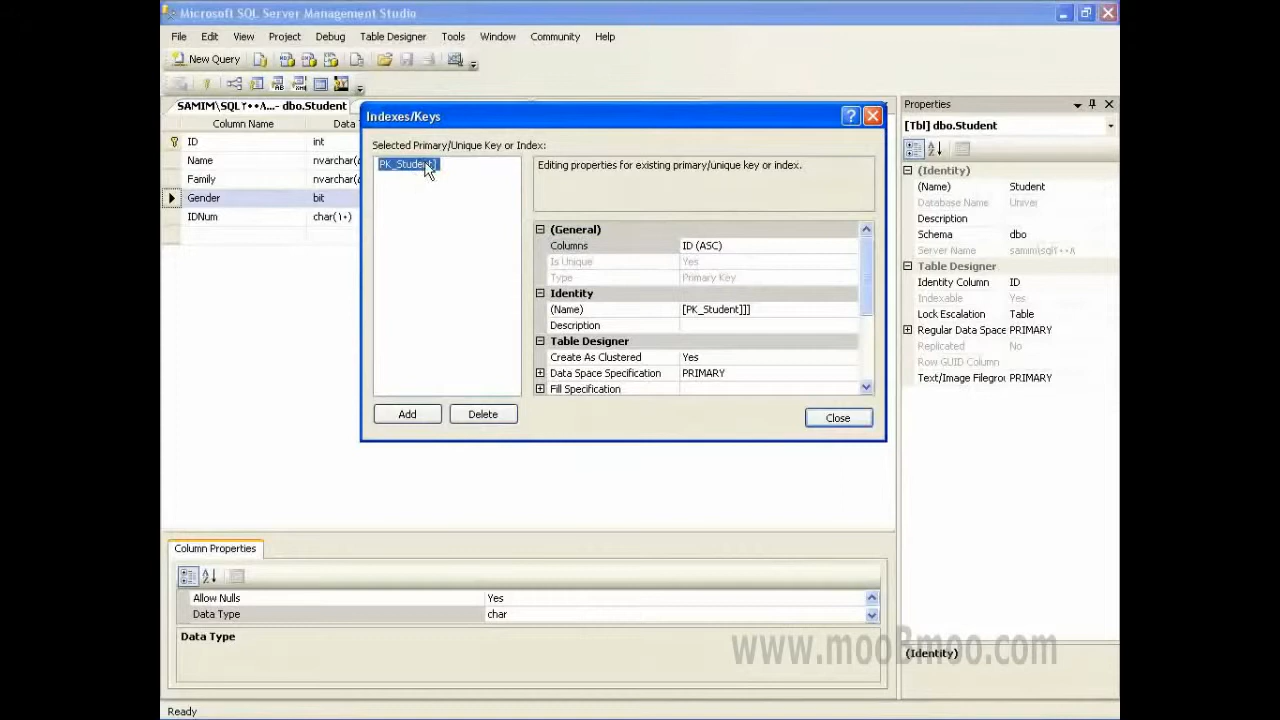 Microsoft SQL Server Management Studio
File Edit View Project Debug Table Designer Tools Window Community Help
New Query
SAMIM\SQL۲۰۰۸...- dbo.Student
Column Name Data
ID int
Name nvarchar(
Family nvarchar(
Gender bit
IDNum char(۱۰)
Indexes/Keys
Selected Primary/Unique Key or Index:
PK_Student]
Editing properties for existing primary/unique key or index.
(General)
Columns ID (ASC)
Is Unique Yes
Type Primary Key
Identity
(Name) [PK_Student]]]
Description
Table Designer
Create As Clustered Yes
Data Space Specification PRIMARY
Fill Specification
Add Delete Close
Properties
[Tbl] dbo.Student
(Identity)
(Name) Student
Database Name Univer
Description
Schema dbo
Server Name samim\sql۲۰۰۸
Table Designer
Identity Column ID
Indexable Yes
Lock Escalation Table
Regular Data Space PRIMARY
Replicated No
Row GUID Column
Text/Image Filegro PRIMARY
(Identity)
Column Properties
Allow Nulls Yes
Data Type char
Data Type
www.mooBmoo.com
Ready